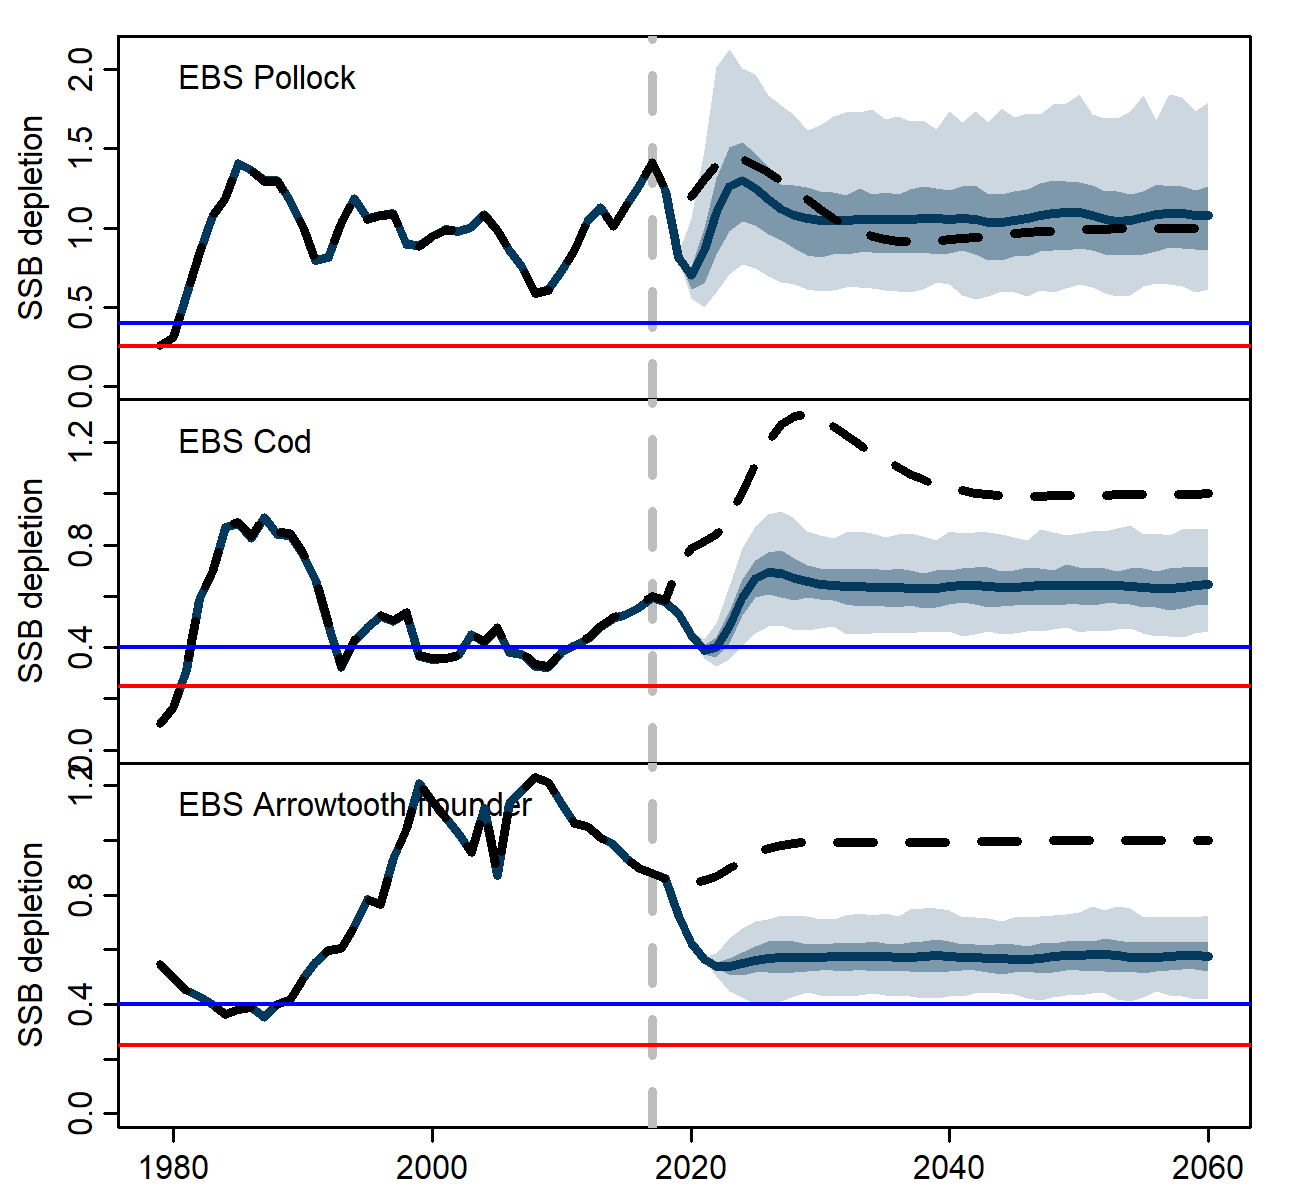 EBS Pollock
SSB depletion
2.0
1.5
1.0
0.5
0.0
EBS Cod
SSB depletion
1.2
0.8
0.4
0.0
EBS Arrowtooth flounder
SSB depletion
1.2
0.8
0.4
0.0
1980 2000 2020 2040 2060